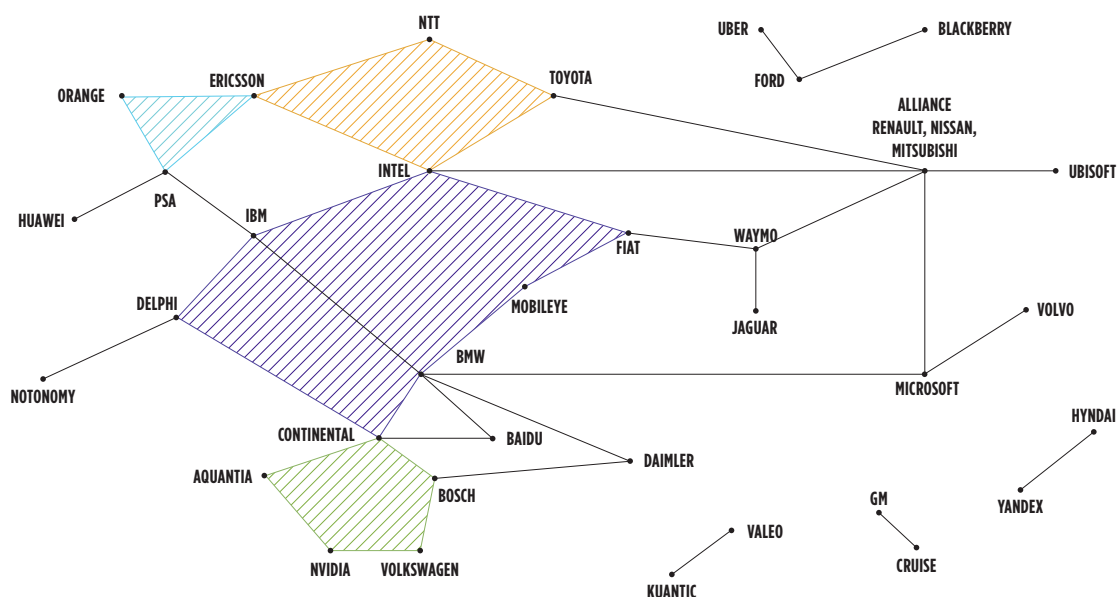 NTT
UBER
BLACKBERRY
FORD
ORANGE
ERICSSON
TOYOTA
ALLIANCE
RENAULT, NISSAN,
MITSUBISHI
INTEL
UBISOFT
PSA
HUAWEI
IBM
FIAT
WAYMO
DELPHI
MOBILEYE
JAGUAR
VOLVO
BMW
NOTONOMY
MICROSOFT
HYNDAI
CONTINENTAL
BAIDU
DAIMLER
AQUANTIA
BOSCH
GM
YANDEX
VALEO
CRUISE
NVIDIA
VOLKSWAGEN
KUANTIC